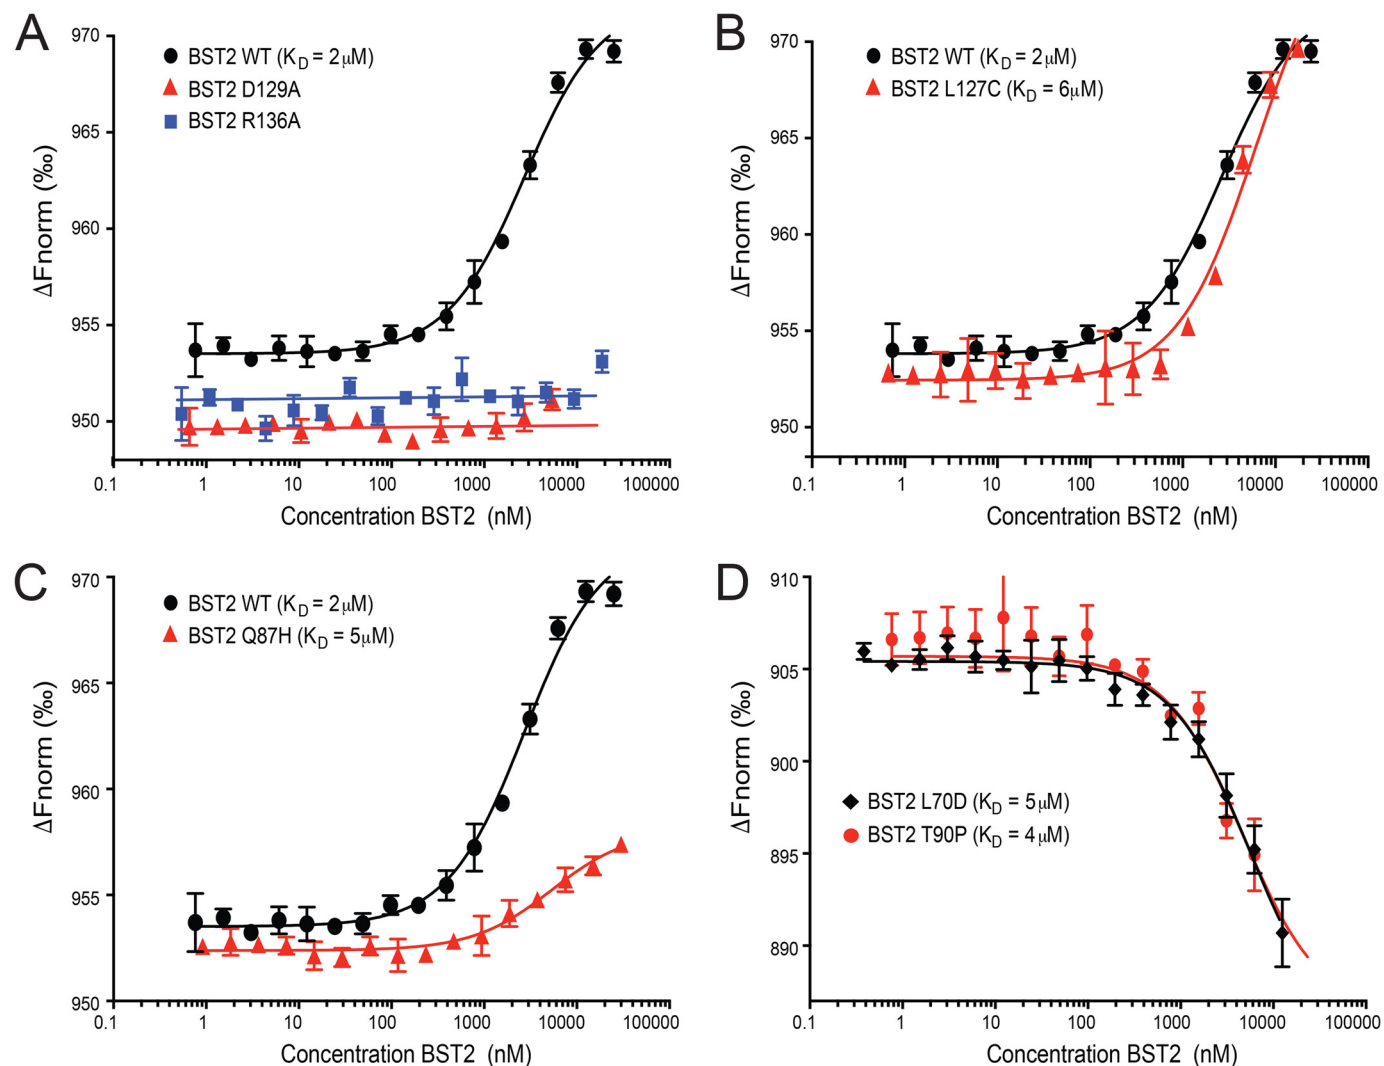 A
970
965
960
955
950
ΔFnorm (‰)
BST2 WT (KD = 2μM)
BST2 D129A
BST2 R136A
0.1 1 10 100 1000 10000 100000
Concentration BST2 (nM)
B
970
965
960
955
950
ΔFnorm (‰)
BST2 WT (KD = 2μM)
BST2 L127C (KD = 6μM)
0.1 1 10 100 1000 10000 100000
Concentration BST2 (nM)
C
970
965
960
955
950
ΔFnorm (‰)
BST2 WT (KD = 2μM)
BST2 Q87H (KD = 5μM)
0.1 1 10 100 1000 10000 100000
Concentration BST2 (nM)
D
910
905
900
895
890
ΔFnorm (‰)
BST2 L70D (KD = 5μM)
BST2 T90P (KD = 4μM)
0.1 1 10 100 1000 10000 100000
Concentration BST2 (nM)